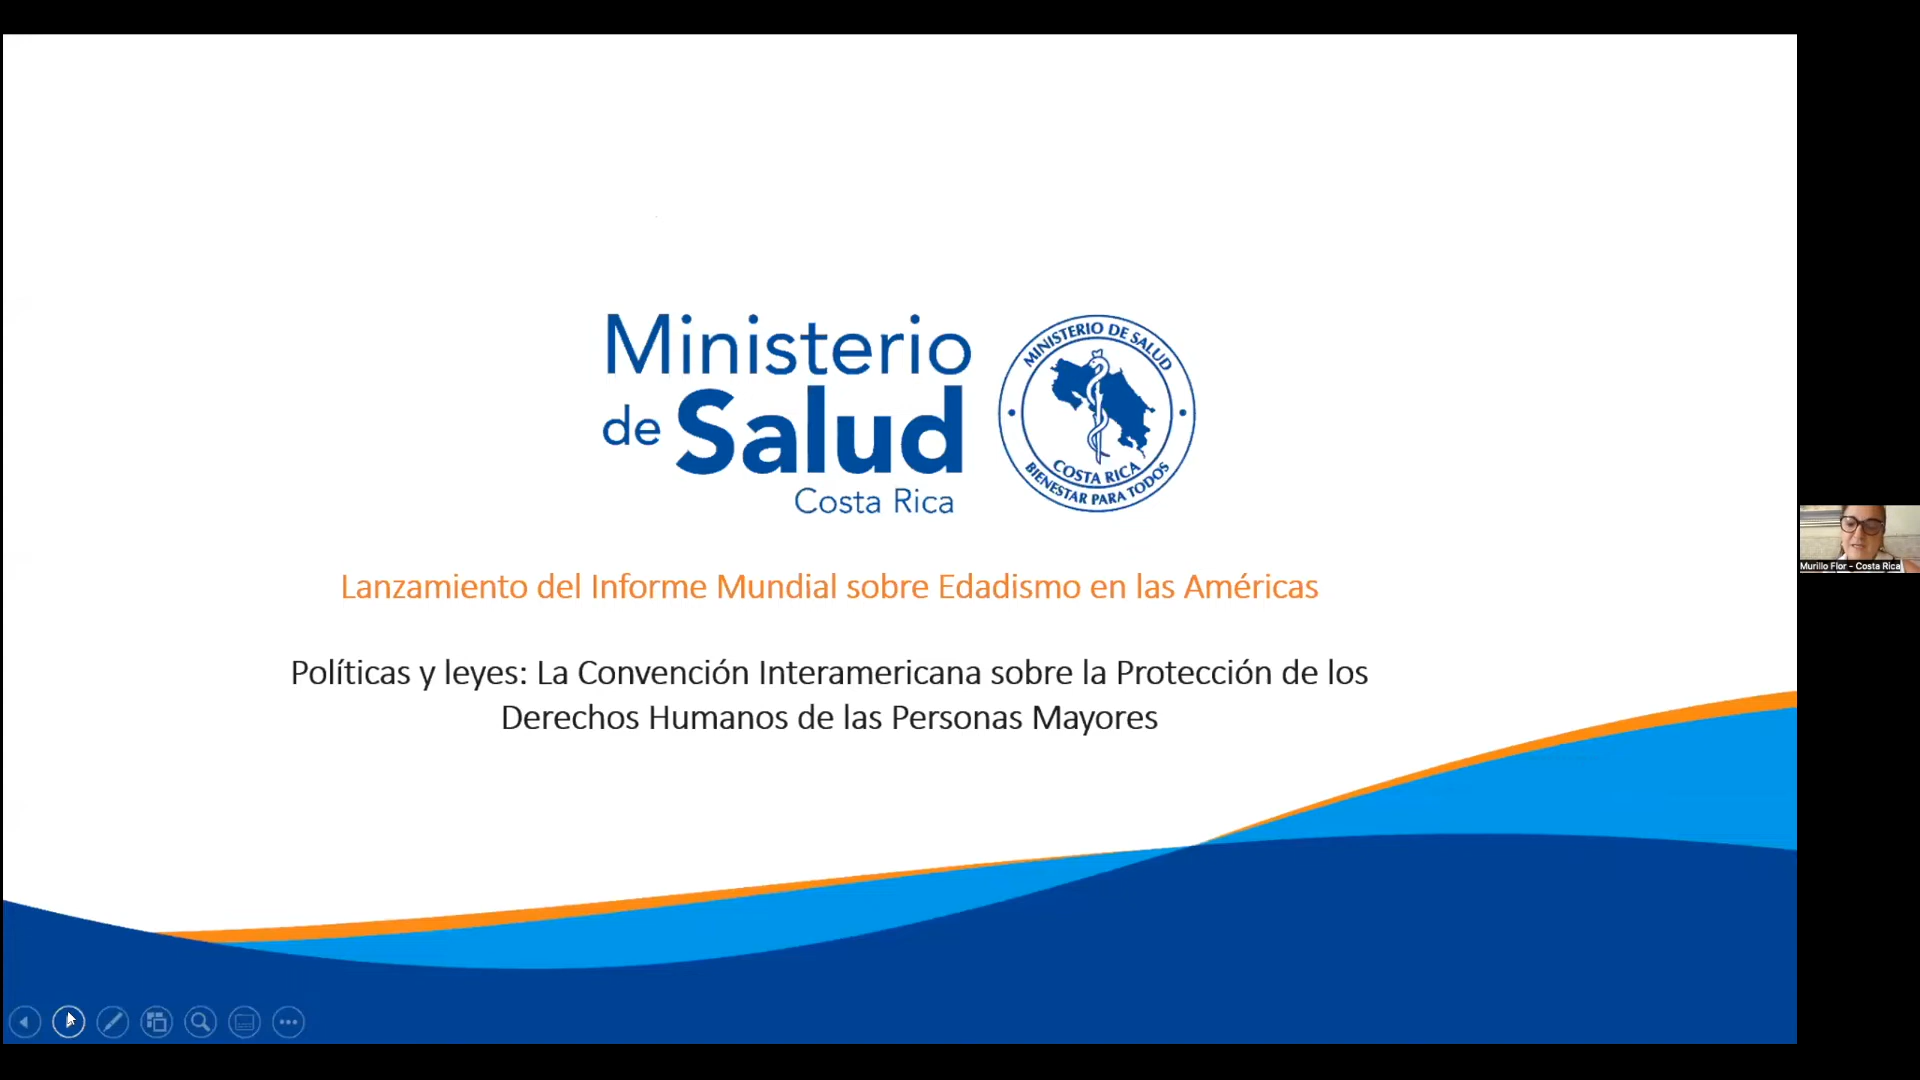 Ministerio
de Salud
Costa Rica
MINISTERIO DE SALUD
COSTA RICA
BIENESTAR PARA TODOS
Lanzamiento del Informe Mundial sobre Edadismo en las Américas
Políticas y leyes: La Convención Interamericana sobre la Protección de los
Derechos Humanos de las Personas Mayores
Murillo Flor - Costa Rica